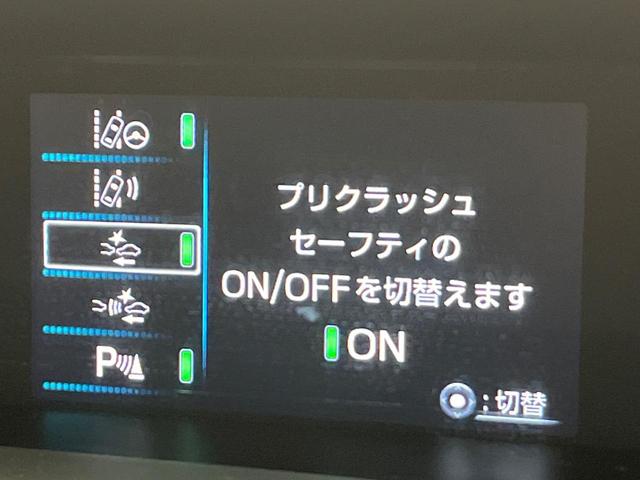 プリクラッシュ
セーフティの
ON/OFFを切替えます
ON
P
:切替